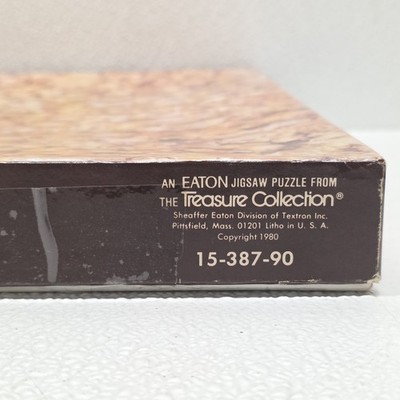 AN EATON JIGSAW PUZZLE FROM
THE Treasure Collection®
Sheaffer Eaton Division of Textron Inc.
Pittsfield, Mass. 01201 Litho in U. S. A.
Copyright 1980
15-387-90